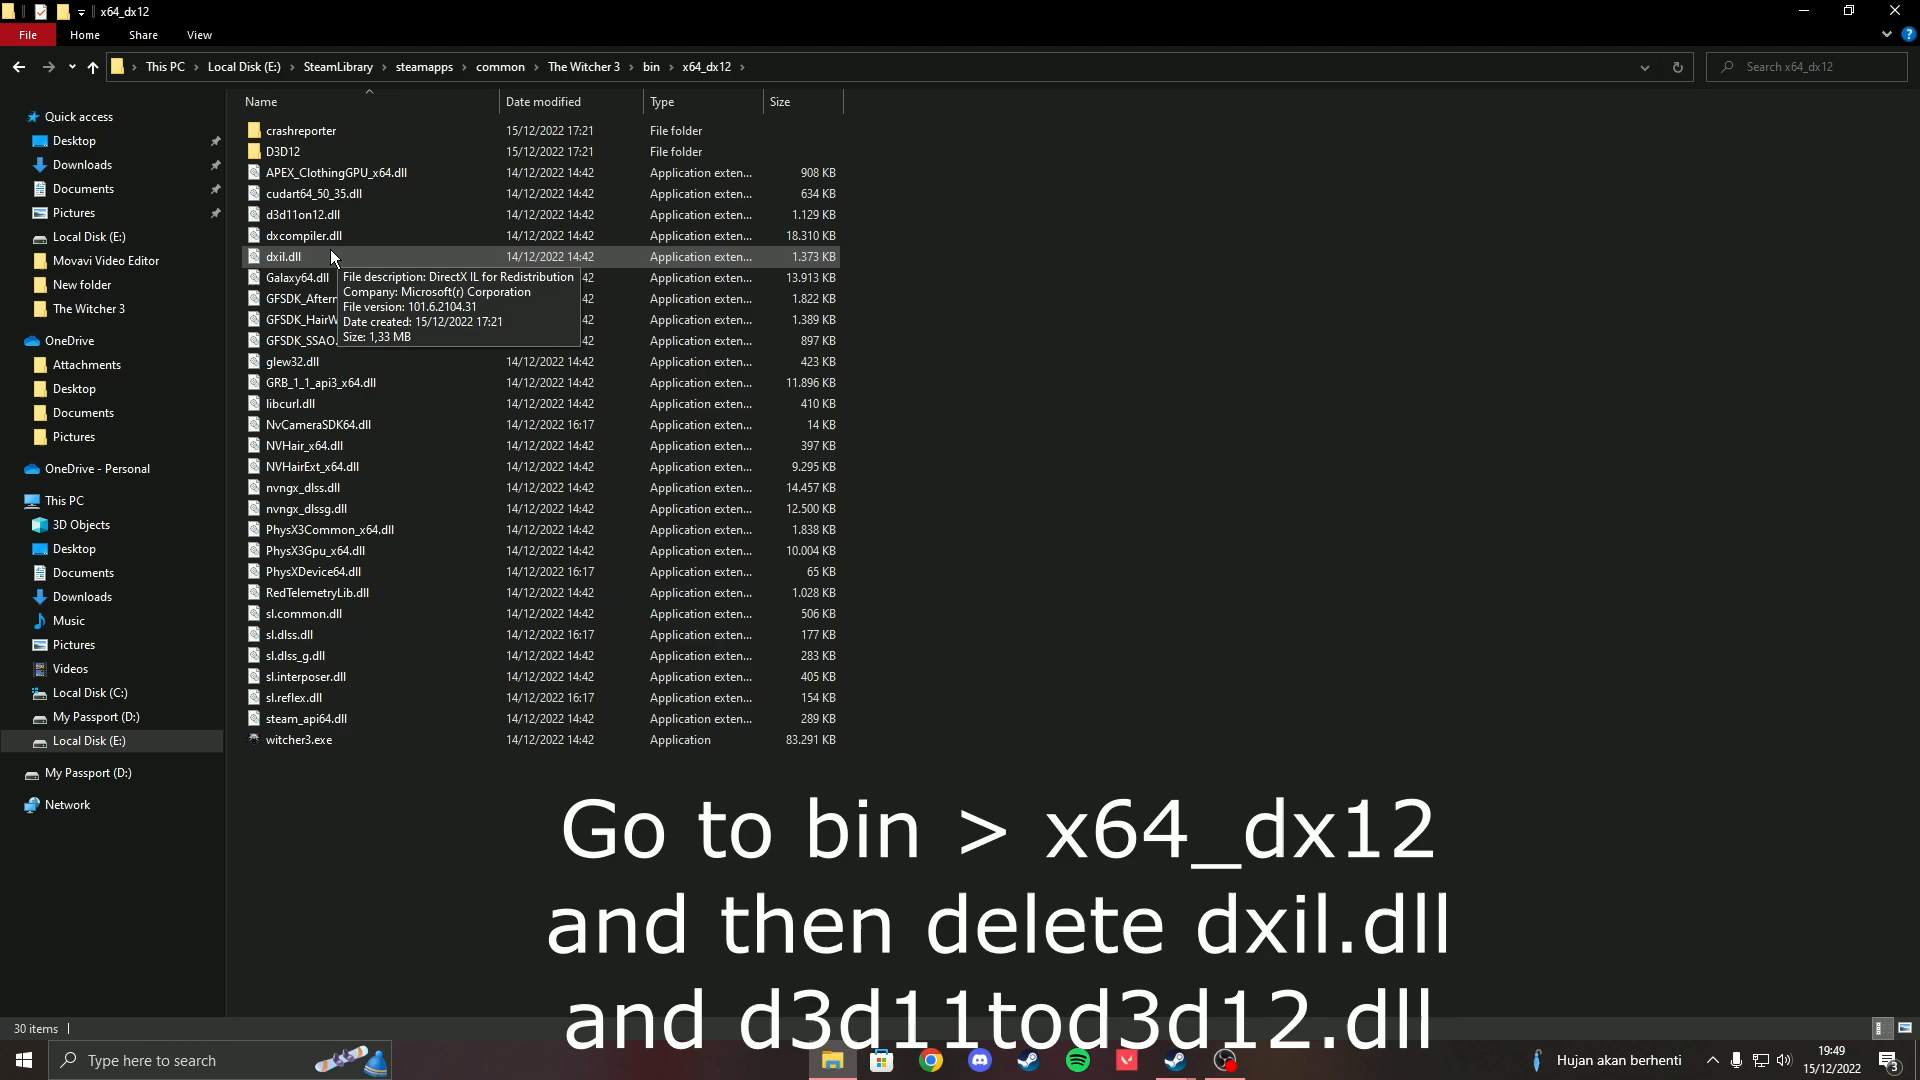 x64_dx12
File Home Share View
This PC Local Disk (E:) SteamLibrary steamapps common The Witcher 3 bin x64_dx12
Search x64_dx12
Quick access
Desktop
Downloads
Documents
Pictures
Local Disk (E:)
Movavi Video Editor
New folder
The Witcher 3
OneDrive
Attachments
Desktop
Documents
Pictures
OneDrive - Personal
This PC
3D Objects
Desktop
Documents
Downloads
Music
Pictures
Videos
Local Disk (C:)
My Passport (D:)
Local Disk (E:)
My Passport (D:)
Network
Name Date modified Type Size
crashreporter 15/12/2022 17:21 File folder
D3D12 15/12/2022 17:21 File folder
APEX_ClothingGPU_x64.dll 14/12/2022 14:42 Application exten... 908 KB
cudart64_50_35.dll 14/12/2022 14:42 Application exten... 634 KB
d3d11on12.dll 14/12/2022 14:42 Application exten... 1.129 KB
dxcompiler.dll 14/12/2022 14:42 Application exten... 18.310 KB
dxil.dll 14/12/2022 14:42 Application exten... 1.373 KB
Galaxy64.dll 42 Application exten... 13.913 KB
GFSDK_Aftern 42 Application exten... 1.822 KB
GFSDK_HairW 42 Application exten... 1.389 KB
GFSDK_SSAO. 42 Application exten... 897 KB
File description: DirectX IL for Redistribution
Company: Microsoft(r) Corporation
File version: 101.6.2104.31
Date created: 15/12/2022 17:21
Size: 1,33 MB
glew32.dll 14/12/2022 14:42 Application exten... 423 KB
GRB_1_1_api3_x64.dll 14/12/2022 14:42 Application exten... 11.896 KB
libcurl.dll 14/12/2022 14:42 Application exten... 410 KB
NvCameraSDK64.dll 14/12/2022 16:17 Application exten... 14 KB
NVHair_x64.dll 14/12/2022 14:42 Application exten... 397 KB
NVHairExt_x64.dll 14/12/2022 14:42 Application exten... 9.295 KB
nvngx_dlss.dll 14/12/2022 14:42 Application exten... 14.457 KB
nvngx_dlssg.dll 14/12/2022 14:42 Application exten... 12.500 KB
PhysX3Common_x64.dll 14/12/2022 14:42 Application exten... 1.838 KB
PhysX3Gpu_x64.dll 14/12/2022 14:42 Application exten... 10.004 KB
PhysXDevice64.dll 14/12/2022 16:17 Application exten... 65 KB
RedTelemetryLib.dll 14/12/2022 14:42 Application exten... 1.028 KB
sl.common.dll 14/12/2022 14:42 Application exten... 506 KB
sl.dlss.dll 14/12/2022 16:17 Application exten... 177 KB
sl.dlss_g.dll 14/12/2022 14:42 Application exten... 283 KB
sl.interposer.dll 14/12/2022 14:42 Application exten... 405 KB
sl.reflex.dll 14/12/2022 16:17 Application exten... 154 KB
steam_api64.dll 14/12/2022 14:42 Application exten... 289 KB
witcher3.exe 14/12/2022 14:42 Application 83.291 KB
Go to bin > x64_dx12
and then delete dxil.dll
and d3d11tod3d12.dll
30 items
Type here to search
Hujan akan berhenti
19:49
15/12/2022
3